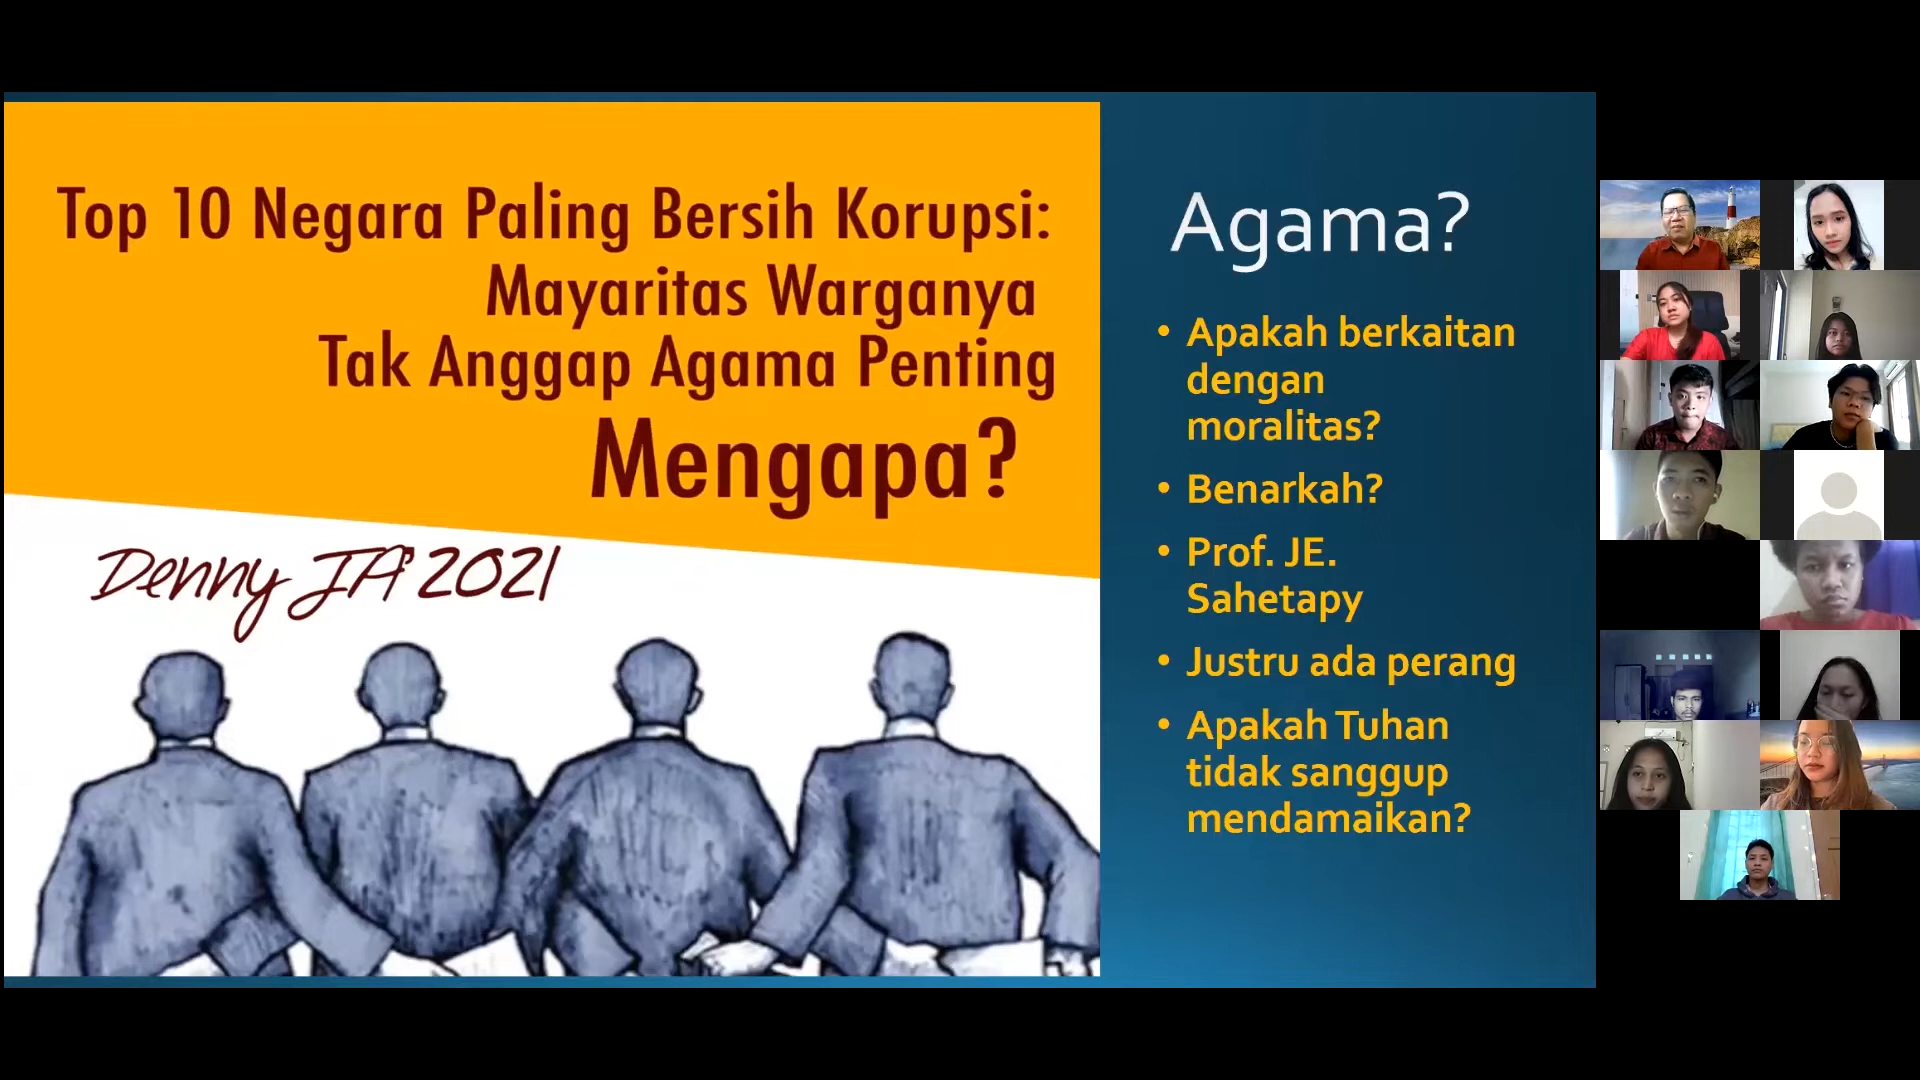 Top 10 Negara Paling Bersih Korupsi:
Mayaritas Warganya
Tak Anggap Agama Penting
Mengapa?
Denny JA' 2021
Agama?
• Apakah berkaitan
dengan
moralitas?
• Benarkah?
• Prof. JE.
Sahetapy
• Justru ada perang
• Apakah Tuhan
tidak sanggup
mendamaikan?